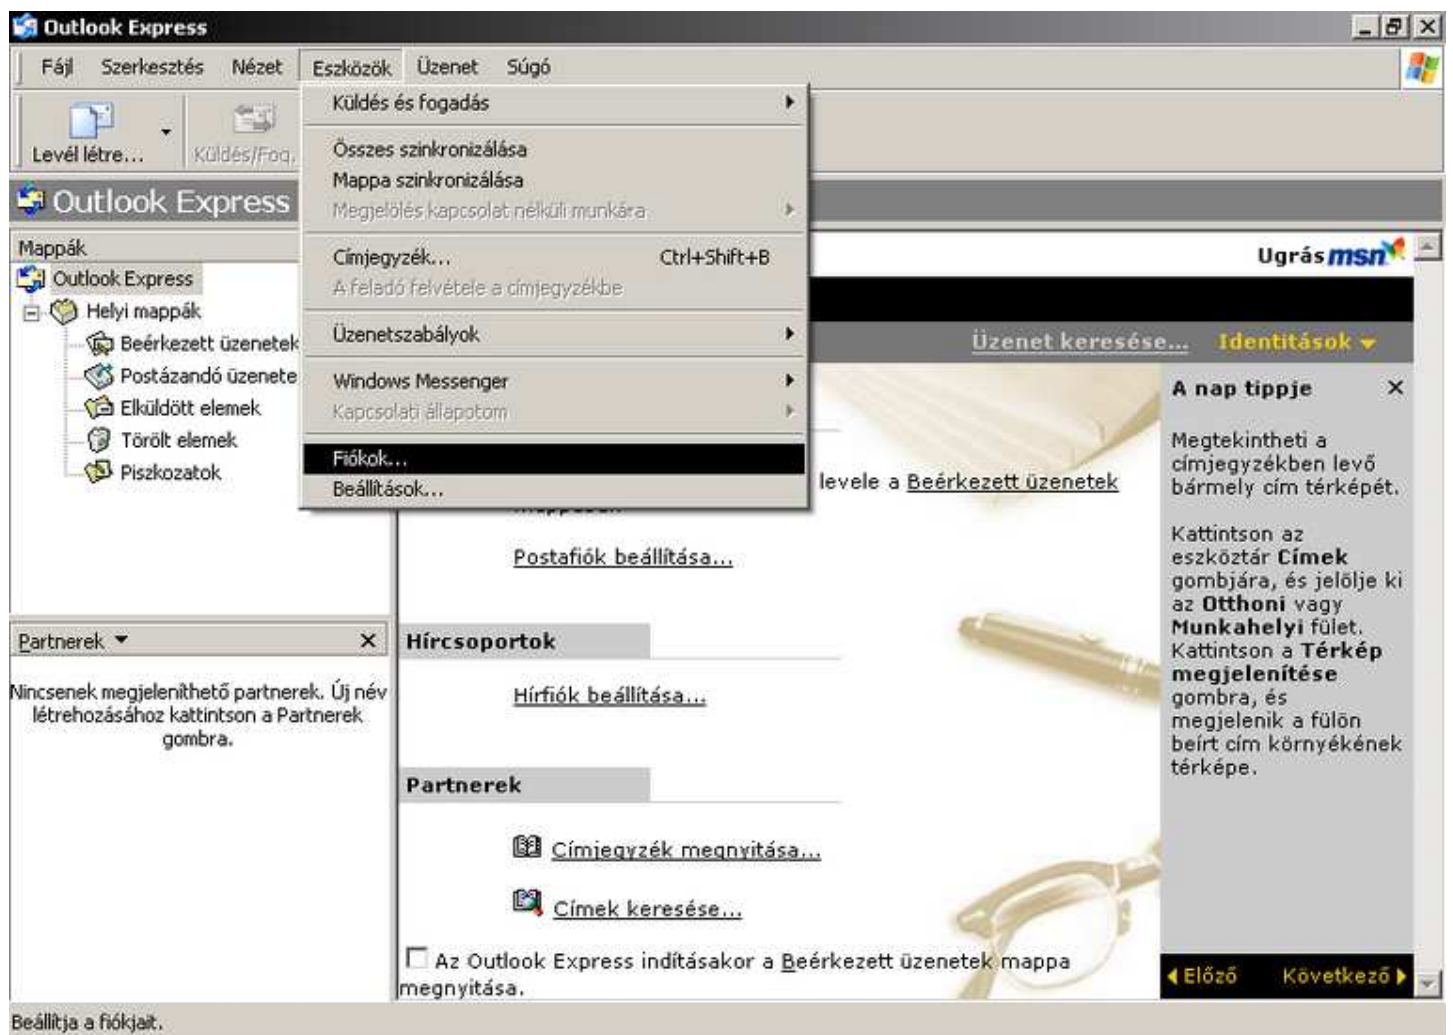 Outlook Express
Fájl Szerkesztés Nézet Eszközök Üzenet Súgó
Levél létre... Küldés/Fog.
Outlook Express
Küldés és fogadás
Összes szinkronizálása
Mappa szinkronizálása
Megjelölés kapcsolat nélküli munkára
Címjegyzék... Ctrl+Shift+B
A feladó felvétele a címjegyzékbe
Üzenetszabályok
Windows Messenger
Kapcsolati állapotom
Fiókok...
Beállítások...
Mappák
Outlook Express
Helyi mappák
Beérkezett üzenetek
Postázandó üzenete
Elküldött elemek
Törölt elemek
Piszkozatok
Partnerek
Nincsenek megjeleníthető partnerek. Új név
létrehozásához kattintson a Partnerek
gombra.
Ugrás msn
Üzenet keresése... Identitások
levele a Beérkezett üzenetek
Postafiók beállítása...
Hírcsoportok
Hírfiók beállítása...
Partnerek
Címjegyzék megnyitása...
Címek keresése...
Az Outlook Express indításakor a Beérkezett üzenetek mappa
megnyitása.
A nap tippje
Megtekintheti a
címjegyzékben levő
bármely cím térképét.
Kattintson az
eszköztár Címek
gombjára, és jelölje ki
az Otthoni vagy
Munkahelyi fület.
Kattintson a Térkép
megjelenítése
gombra, és
megjelenik a fülön
beírt cím környékének
térképe.
Előző Következő
Beállítja a fiókjait.